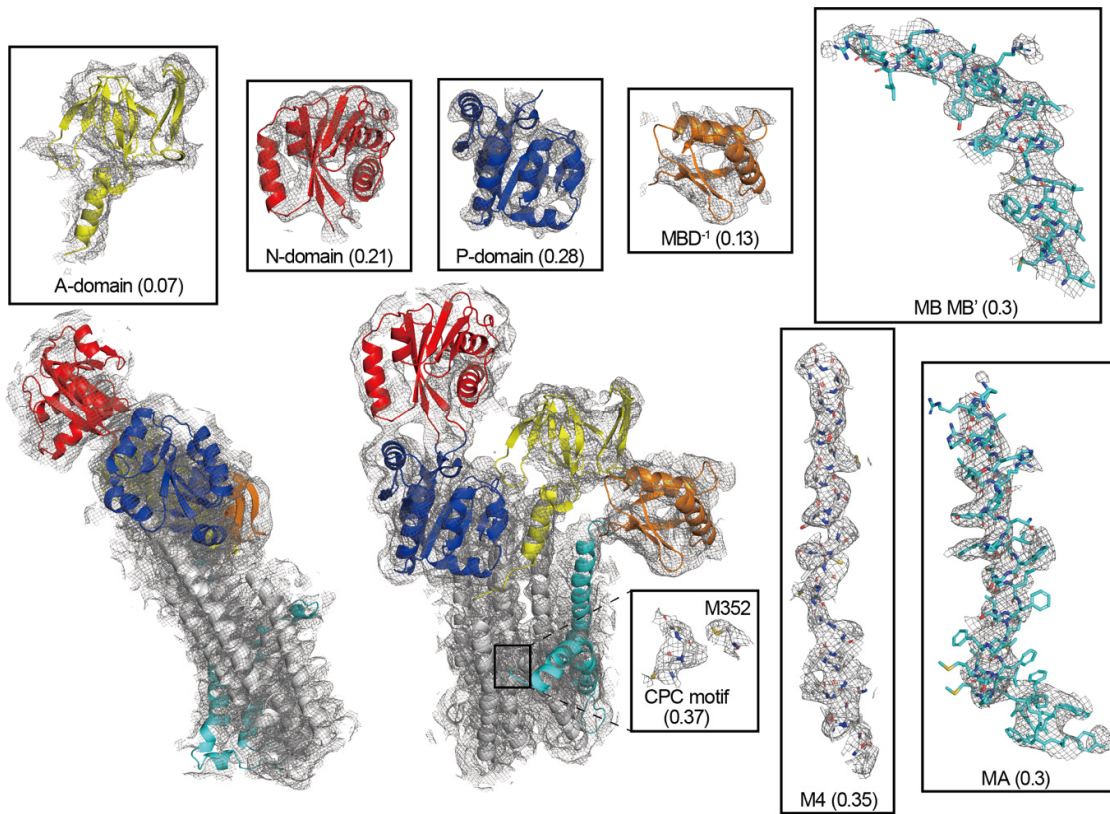 A-domain (0.07)
N-domain (0.21)
P-domain (0.28)
MBD⁻¹ (0.13)
MB MB' (0.3)
M352
CPC motif
(0.37)
M4 (0.35)
MA (0.3)